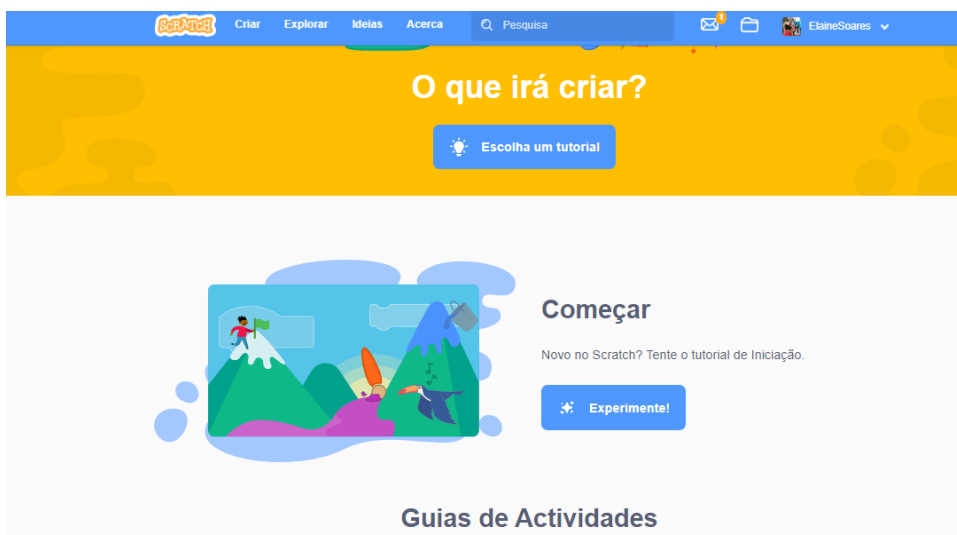 SCRATCH Criar Explorar Ideias Acerca Pesquisa 1 ElaineSoares
O que irá criar?
Escolha um tutorial
Começar
Novo no Scratch? Tente o tutorial de Iniciação.
Experimente!
Guias de Actividades